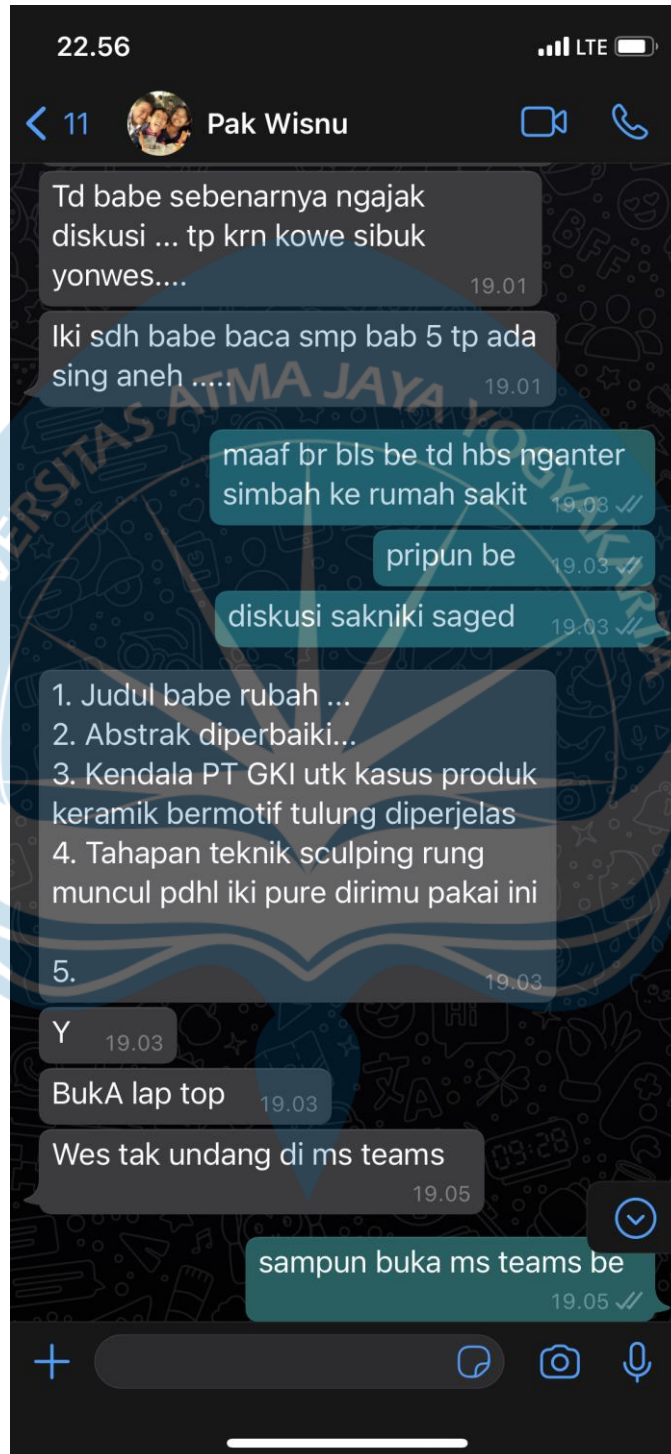 22.56
LTE
11
Pak Wisnu
Td babe sebenarnya ngajak
diskusi ... tp krn kowe sibuk
yonwes....
19.01
Iki sdh babe baca smp bab 5 tp ada
sing aneh .....
19.01
maaf br bls be td hbs nganter
simbah ke rumah sakit
19.03
pripun be
19.03
diskusi sakniki saged
19.03
1. Judul babe rubah ...
2. Abstrak diperbaiki...
3. Kendala PT GKI utk kasus produk
keramik bermotif tulung diperjelas
4. Tahapan teknik sculping rung
muncul pdhl iki pure dirimu pakai ini
5.
19.03
Y
19.03
BukA lap top
19.03
Wes tak undang di ms teams
19.05
sampun buka ms teams be
19.05